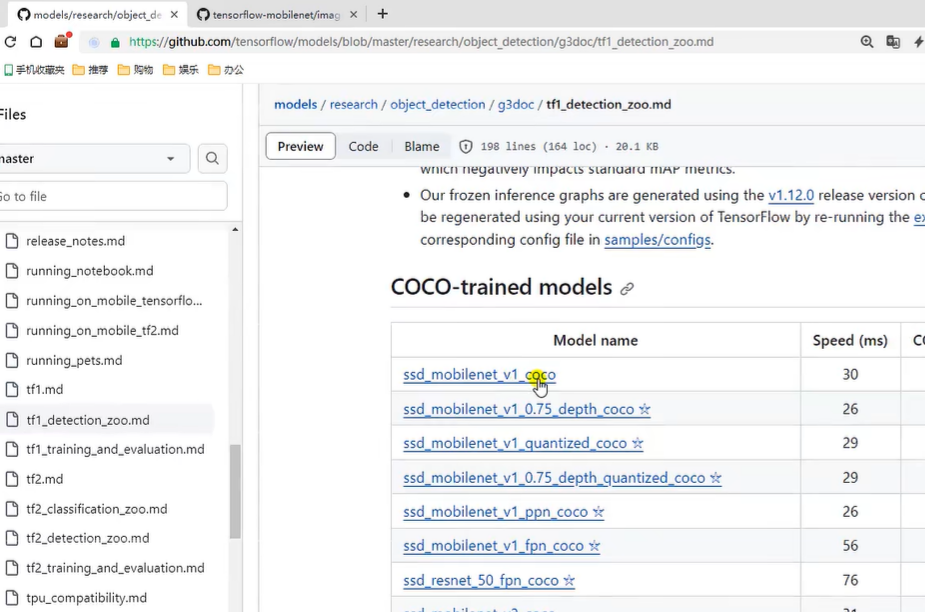 models/research/object_de
tensorflow-mobilenet/imag
https://github.com/tensorflow/models/blob/master/research/object_detection/g3doc/tf1_detection_zoo.md
手机收藏夹 推荐 购物 娱乐 办公
Files
master
Go to file
release_notes.md
running_notebook.md
running_on_mobile_tensorflo...
running_on_mobile_tf2.md
running_pets.md
tf1.md
tf1_detection_zoo.md
tf1_training_and_evaluation.md
tf2.md
tf2_classification_zoo.md
tf2_detection_zoo.md
tf2_training_and_evaluation.md
tpu_compatibility.md
models / research / object_detection / g3doc / tf1_detection_zoo.md
Preview Code Blame 198 lines (164 loc) · 20.1 KB
which negatively impacts standard mAP metrics.
• Our frozen inference graphs are generated using the v1.12.0 release version o
be regenerated using your current version of TensorFlow by re-running the ex
corresponding config file in samples/configs.
COCO-trained models
Model name Speed (ms) CO
ssd_mobilenet_v1_coco 30
ssd_mobilenet_v1_0.75_depth_coco ☆ 26
ssd_mobilenet_v1_quantized_coco ☆ 29
ssd_mobilenet_v1_0.75_depth_quantized_coco ☆ 29
ssd_mobilenet_v1_ppn_coco ☆ 26
ssd_mobilenet_v1_fpn_coco ☆ 56
ssd_resnet_50_fpn_coco ☆ 76
ssd_mobilenet_v2_coco 31